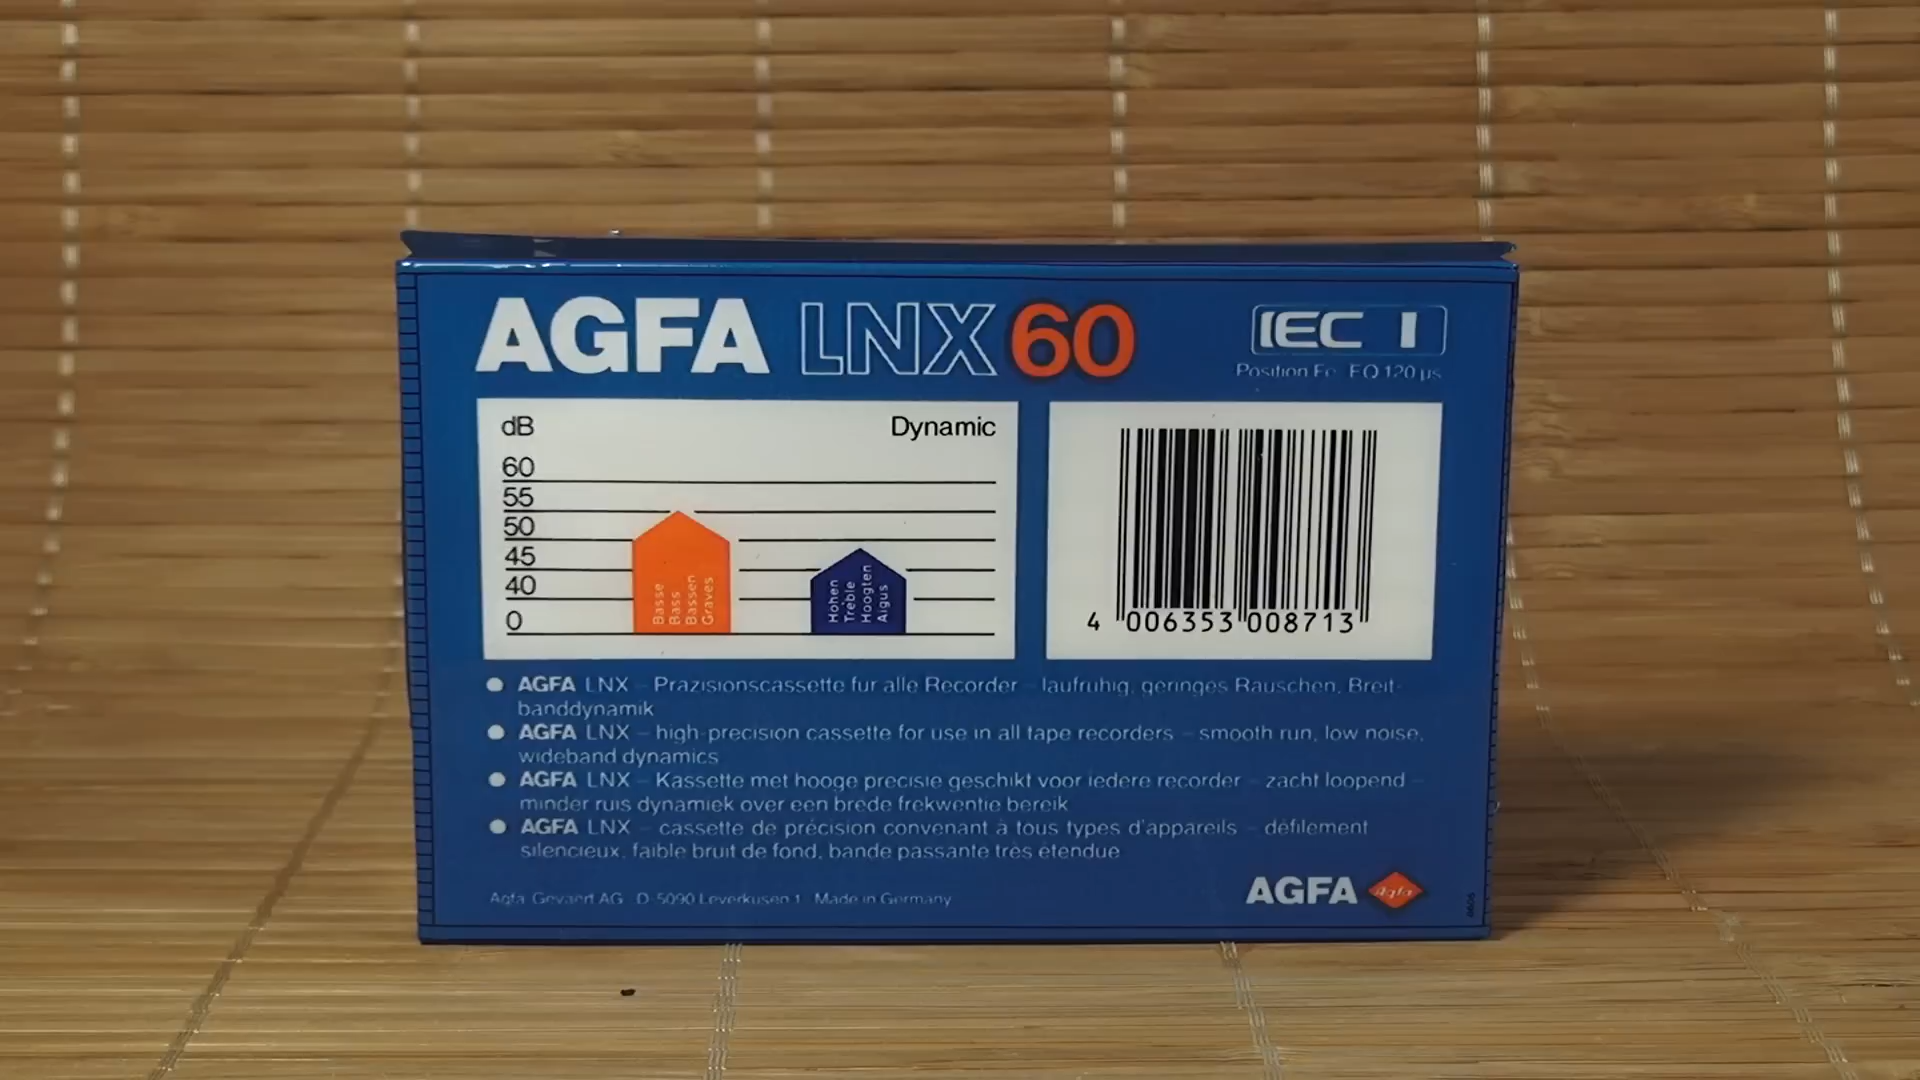 AGFA LNX 60
IEC I
Position Fe EQ 120 µs
dB Dynamic
60
55
50
45
40
0
Basse
Bass
Bassen
Graves
Hohen
Treble
Hoogten
Aigus
4 006353 008713
AGFA LNX – Prazisionscassette fur alle Recorder – laufruhig, geringes Rauschen, Breit-
banddynamik
AGFA LNX – high-precision cassette for use in all tape recorders – smooth run, low noise,
wideband dynamics
AGFA LNX – Kassette met hooge precisie geschikt voor iedere recorder – zacht loopend –
minder ruis dynamiek over een brede frekwentie bereik
AGFA LNX – cassette de précision convenant à tous types d'appareils – défilement
silencieux, faible bruit de fond, bande passante très étendue
Agfa-Gevaert AG D-5090 Leverkusen 1 Made in Germany
AGFA Agfa